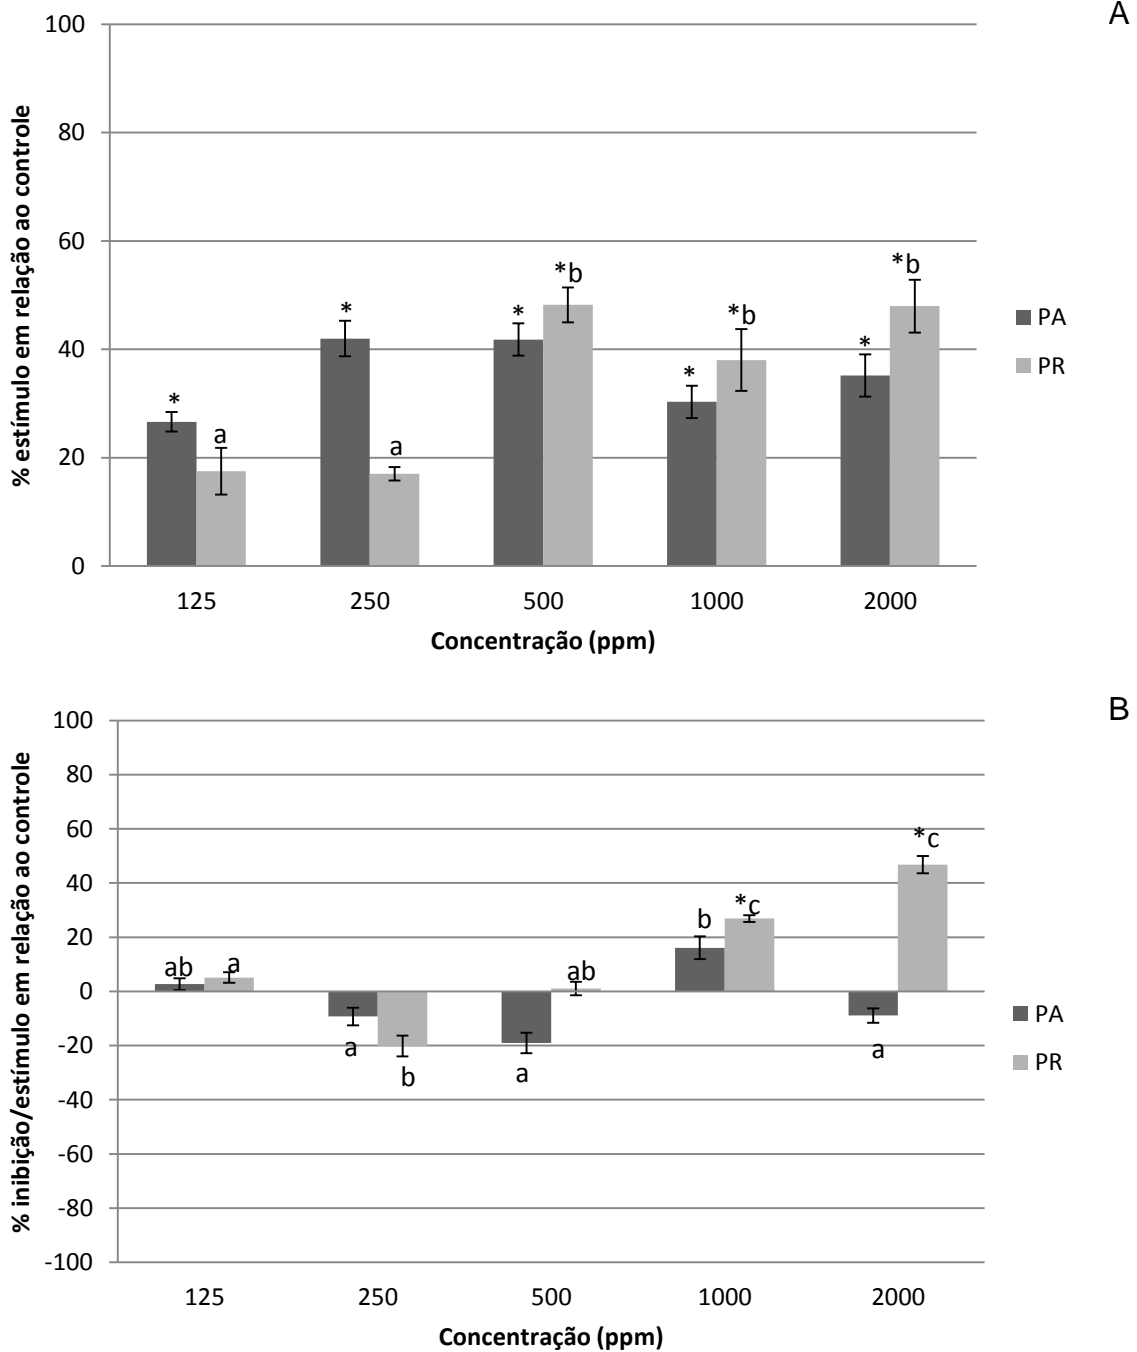 A
% estímulo em relação ao controle
100
80
60
40
20
0
*
a
*
a
*
*b
*
*b
*
*b
125
250
500
1000
2000
Concentração (ppm)
PA
PR
B
% inibição/estímulo em relação ao controle
100
80
60
40
20
0
-20
-40
-60
-80
-100
ab
a
a
b
a
ab
b
*c
a
*c
125
250
500
1000
2000
Concentração (ppm)
PA
PR